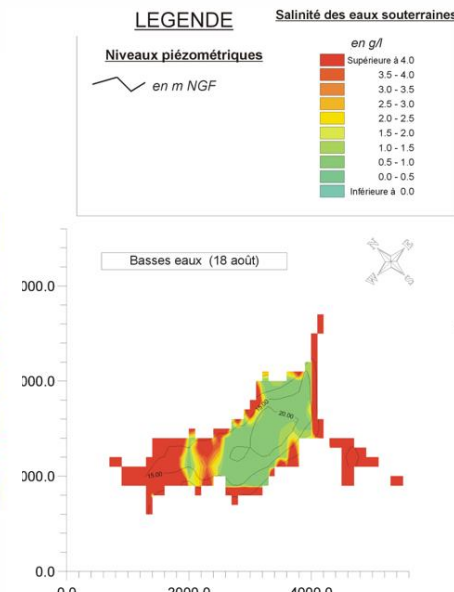 LEGENDE
Salinité des eaux souterraines
Niveaux piézométriques
en g/l
en m NGF
Supérieure à 4.0
3.5 - 4.0
3.0 - 3.5
2.5 - 3.0
2.0 - 2.5
1.5 - 2.0
1.0 - 1.5
0.5 - 1.0
0.0 - 0.5
Inférieure à 0.0
Basses eaux (18 août)
000.0
000.0
20.00
000.0
15.00
0.0
0.0
2000.0
4000.0